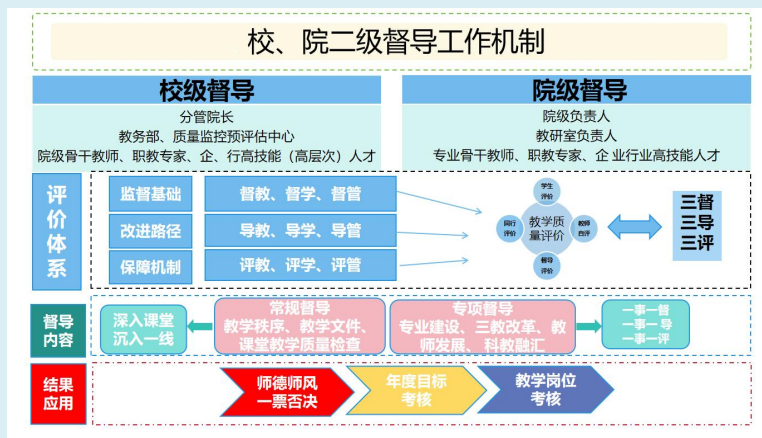 校、院二级督导工作机制
校级督导
院级督导
分管院长
教务部、质量监控预评估中心
院级骨干教师、职教专家、企、行高技能（高层次）人才
院级负责人
教研室负责人
专业骨干教师、职教专家、企 业行业高技能人才
评价体系
监督基础
督教、督学、督管
改进路径
导教、导学、导管
保障机制
评教、评学、评管
学生
评价
同行
评价
教学质
量评价
教师
自评
督导
评价
三督
三导
三评
督导
内容
深入课堂
沉入一线
常规督导
教学秩序、教学文件、
课堂教学质量检查
专项督导
专业建设、三教改革、教
师发展、 科教融汇
一事一督
一事一 导
一事一评
结果
应用
师德师风
一票否决
年度目标
考核
教学岗位
考核